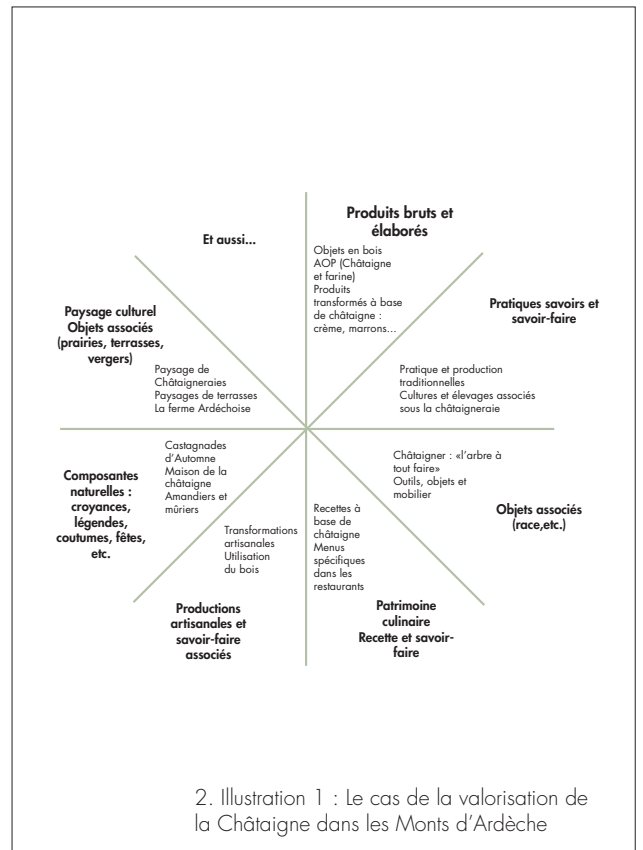 Et aussi...
Produits bruts et
élaborés
Objets en bois
AOP (Châtaigne
et farine)
Produits
transformés à base
de châtaigne :
crème, marrons...
Pratiques savoirs et
savoir-faire
Pratique et production
traditionnelles
Cultures et élevages associés
sous la châtaigneraie
Paysage culturel
Objets associés
(prairies, terrasses,
vergers)
Paysage de
Châtaigneraies
Paysages de terrasses
La ferme Ardéchoise
Composantes
naturelles :
croyances,
légendes,
coutumes, fêtes,
etc.
Castagnades
d'Automne
Maison de la
châtaigne
Amandiers et
mûriers
Châtaigner : «l'arbre à
tout faire»
Outils, objets et
mobilier
Objets associés
(race,etc.)
Transformations
artisanales
Utilisation
du bois
Productions
artisanales et
savoir-faire
associés
Recettes à
base de
châtaigne
Menus
spécifiques
dans les
restaurants
Patrimoine
culinaire
Recette et savoir-
faire
2. Illustration 1 : Le cas de la valorisation de
la Châtaigne dans les Monts d'Ardèche